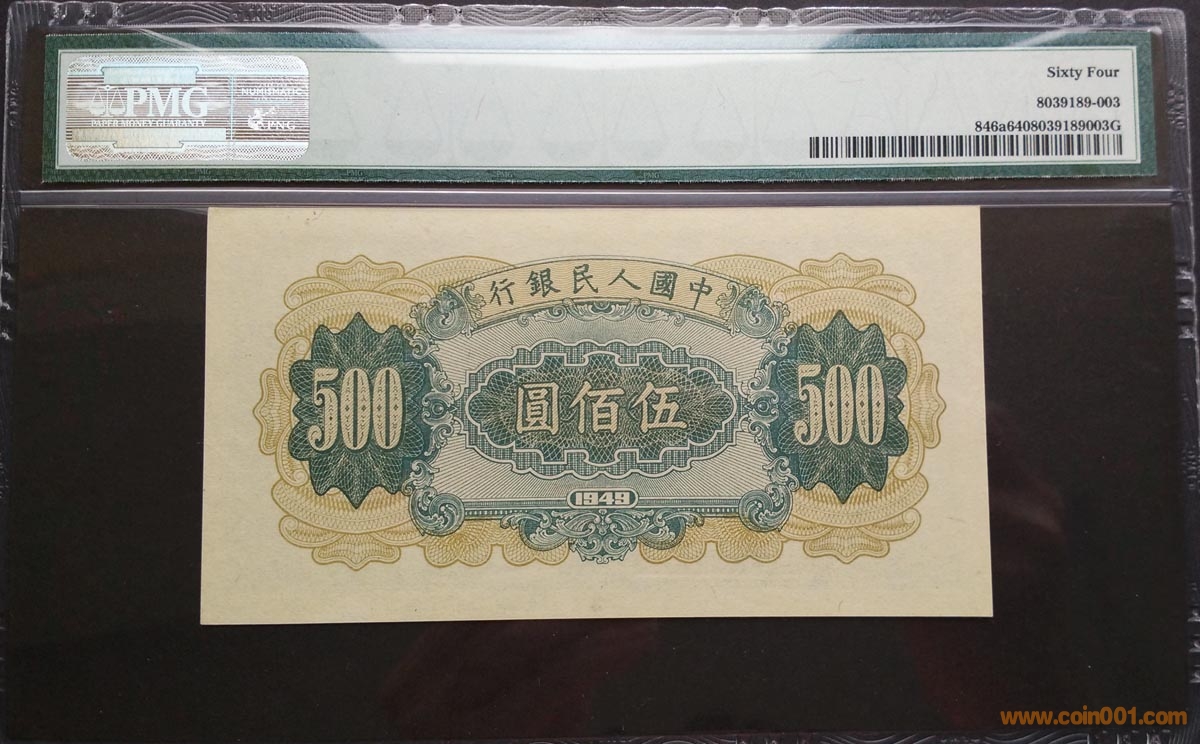 PMG
PAPER MONEY GUARANTY
PNG
Sixty Four
8039189-003
846a6408039189003G
行銀民人國中
500
圓佰伍
500
1949
www.coin001.com